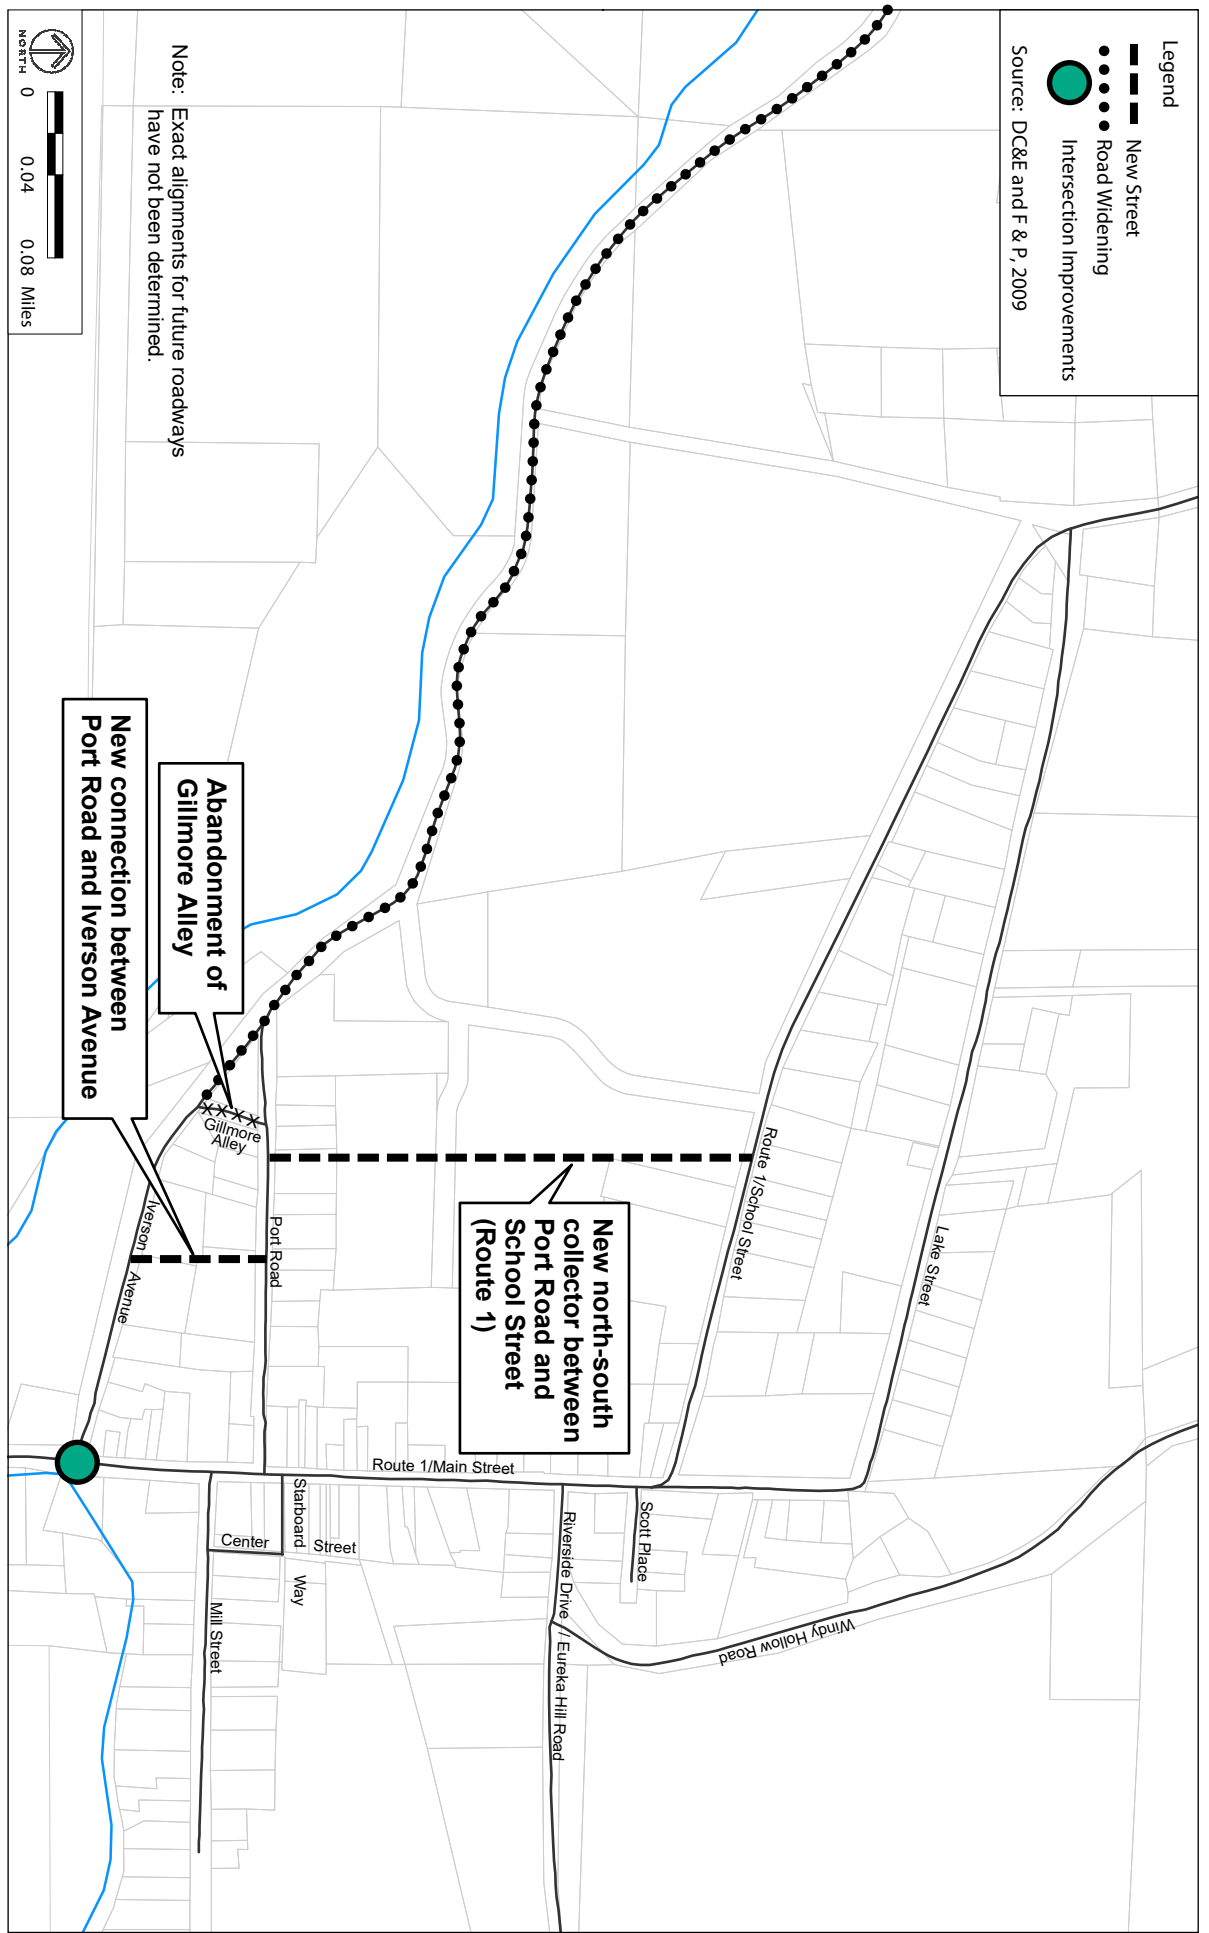 Legend
New Street
Road Widening
Intersection Improvements
Source: DC&E and F & P, 2009
Lake Street
Route 1/School Street
New north-south
collector between
Port Road and
School Street
(Route 1)
Windy Hollow Road
Scott Place
Riverside Drive / Eureka Hill Road
Route 1/Main Street
Starboard Way
Center Street
Mill Street
Port Road
Gillmore
Alley
Iverson Avenue
Abandonment of
Gillmore Alley
New connection between
Port Road and Iverson Avenue
Note: Exact alignments for future roadways
have not been determined.
NORTH
0 0.04 0.08 Miles